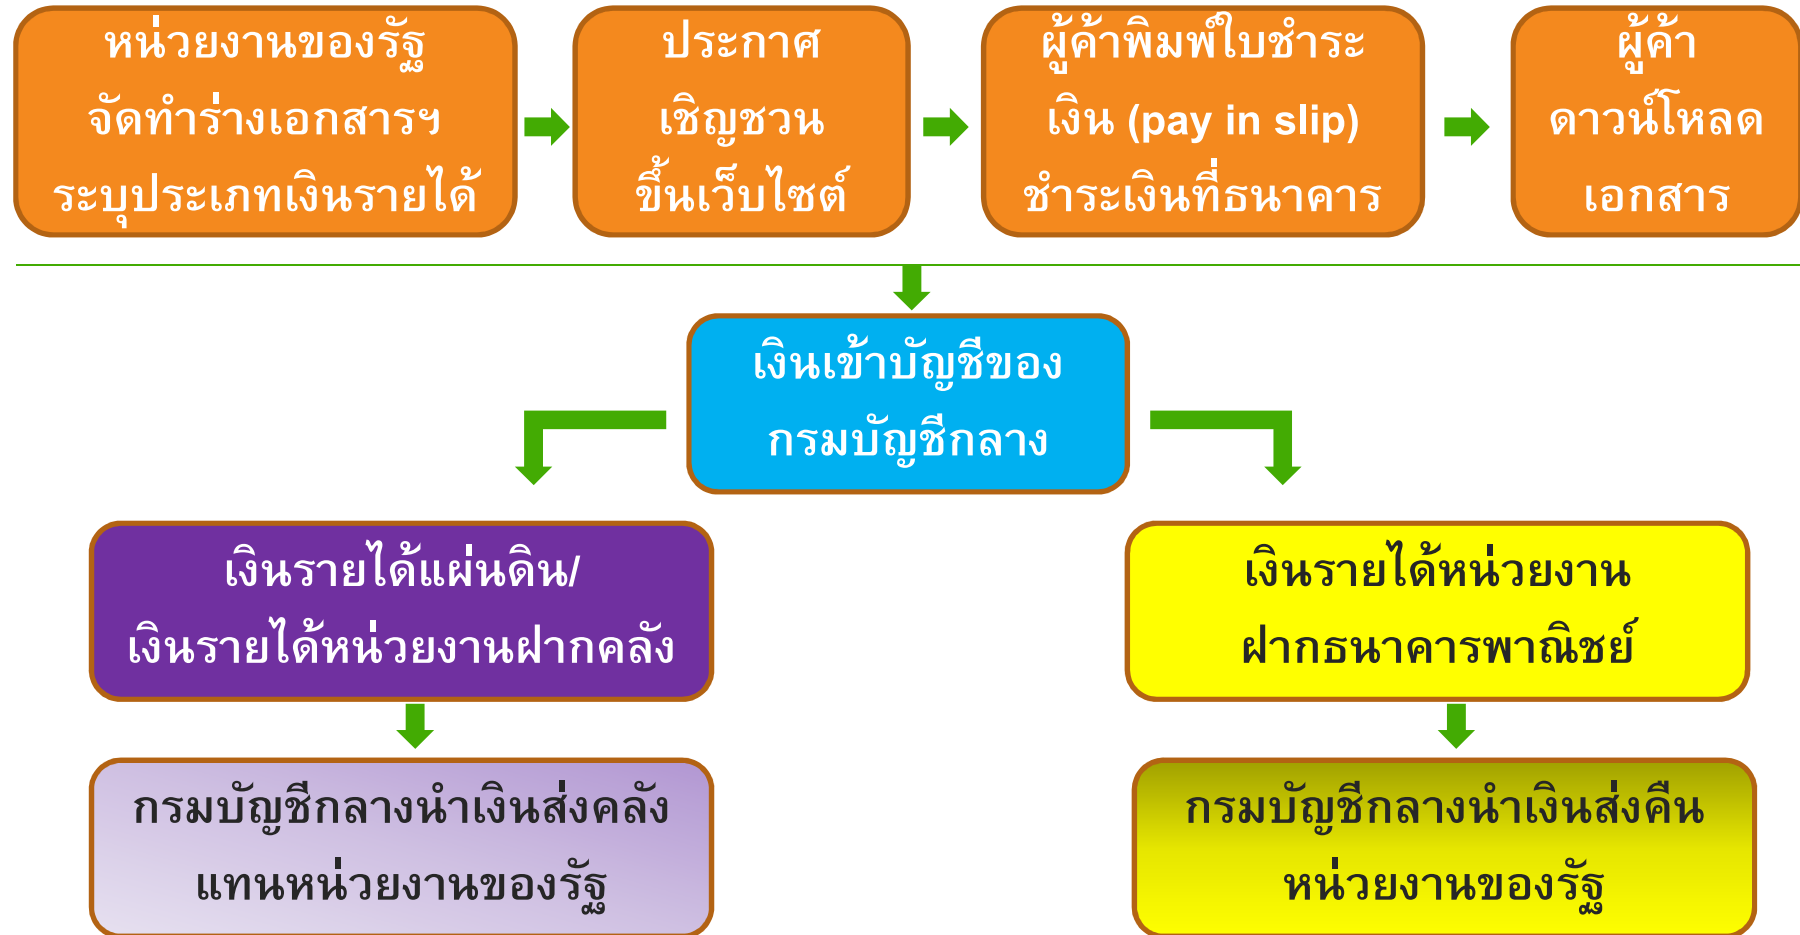 หน่วยงานของรัฐ
จัดทำร่างเอกสารฯ
ระบุประเภทเงินรายได้
ประกาศ
เชิญชวน
ขึ้นเว็บไซต์
ผู้ค้าพิมพ์ใบชำระ
เงิน (pay in slip)
ชำระเงินที่ธนาคาร
ผู้ค้า
ดาวน์โหลด
เอกสาร
เงินเข้าบัญชีของ
กรมบัญชีกลาง
เงินรายได้แผ่นดิน/
เงินรายได้หน่วยงานฝากคลัง
เงินรายได้หน่วยงาน
ฝากธนาคารพาณิชย์
กรมบัญชีกลางนำเงินส่งคลัง
แทนหน่วยงานของรัฐ
กรมบัญชีกลางนำเงินส่งคืน
หน่วยงานของรัฐ